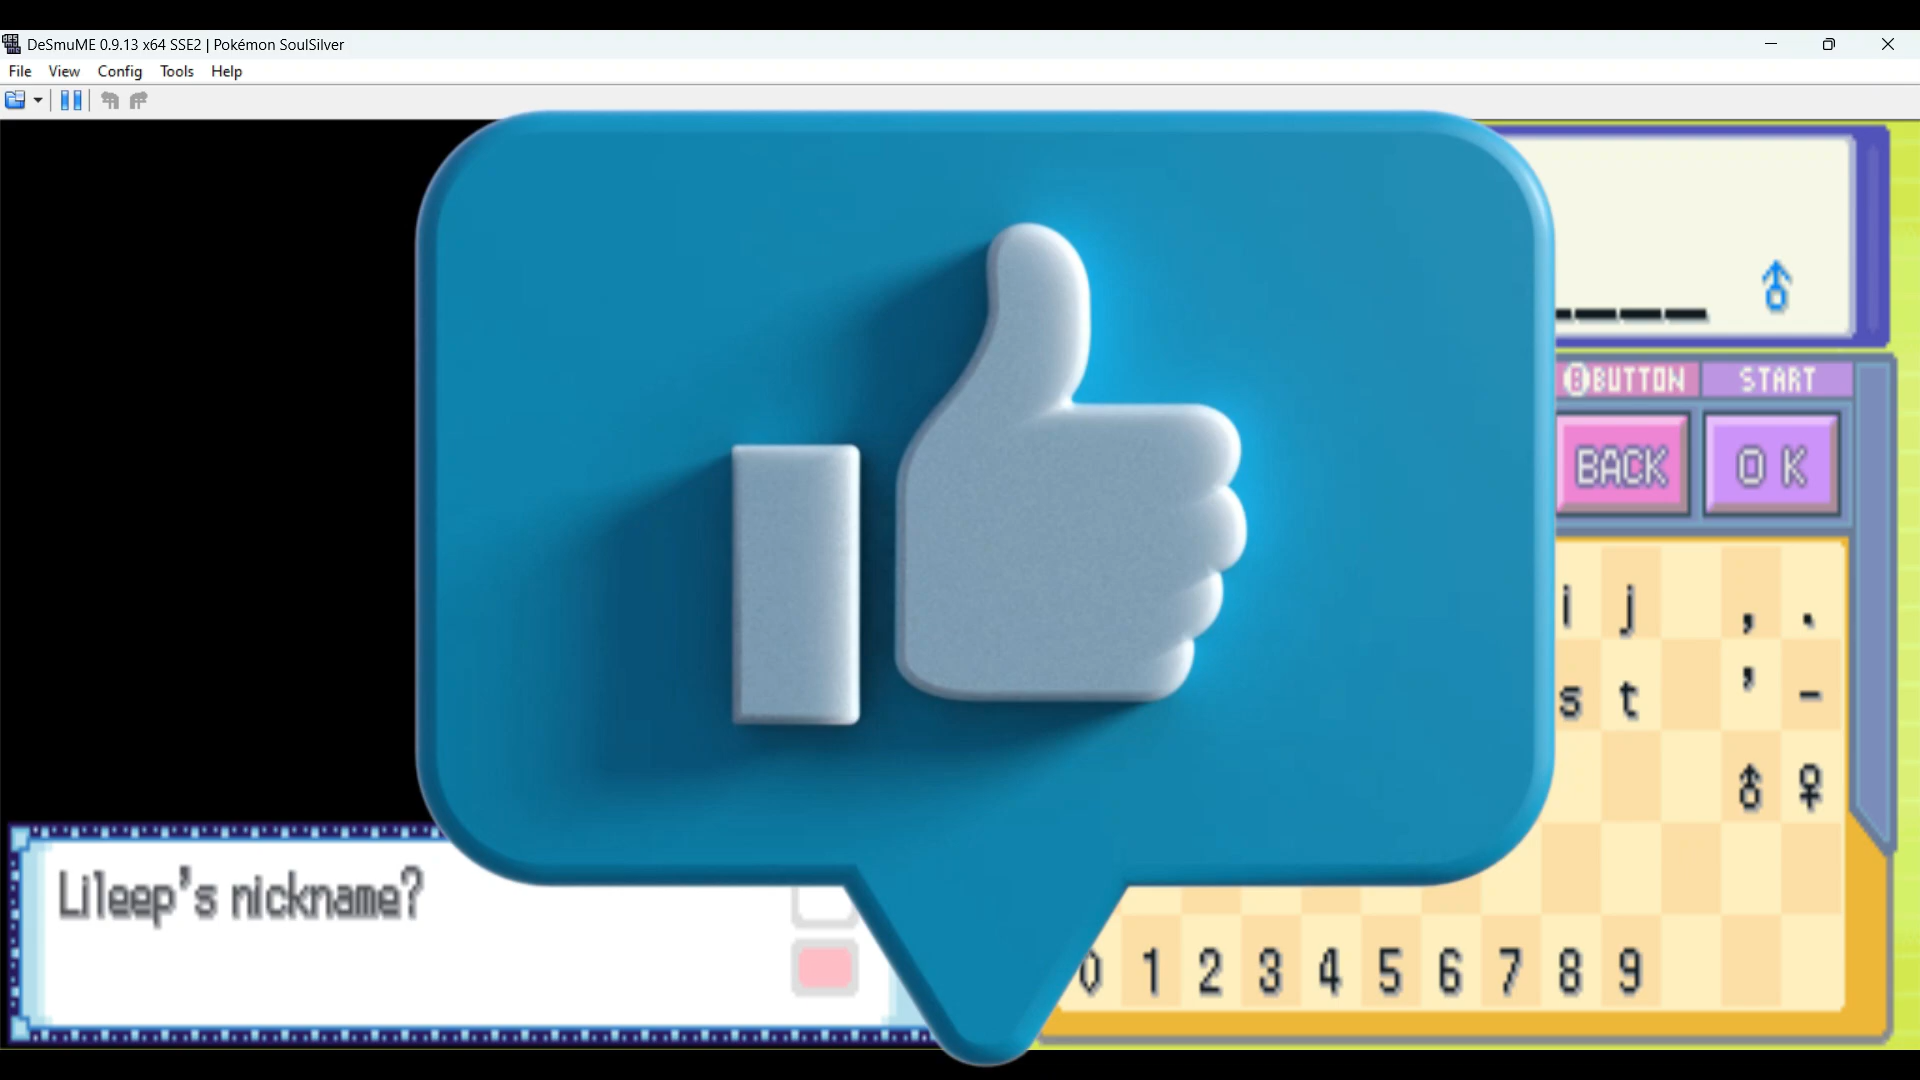 DeSmuME 0.9.13 x64 SSE2 | Pokémon SoulSilver
File View Config Tools Help
BUTTON START
BACK OK
i j , .
s t ’ -
♂ ♀
Lileep's nickname?
0 1 2 3 4 5 6 7 8 9